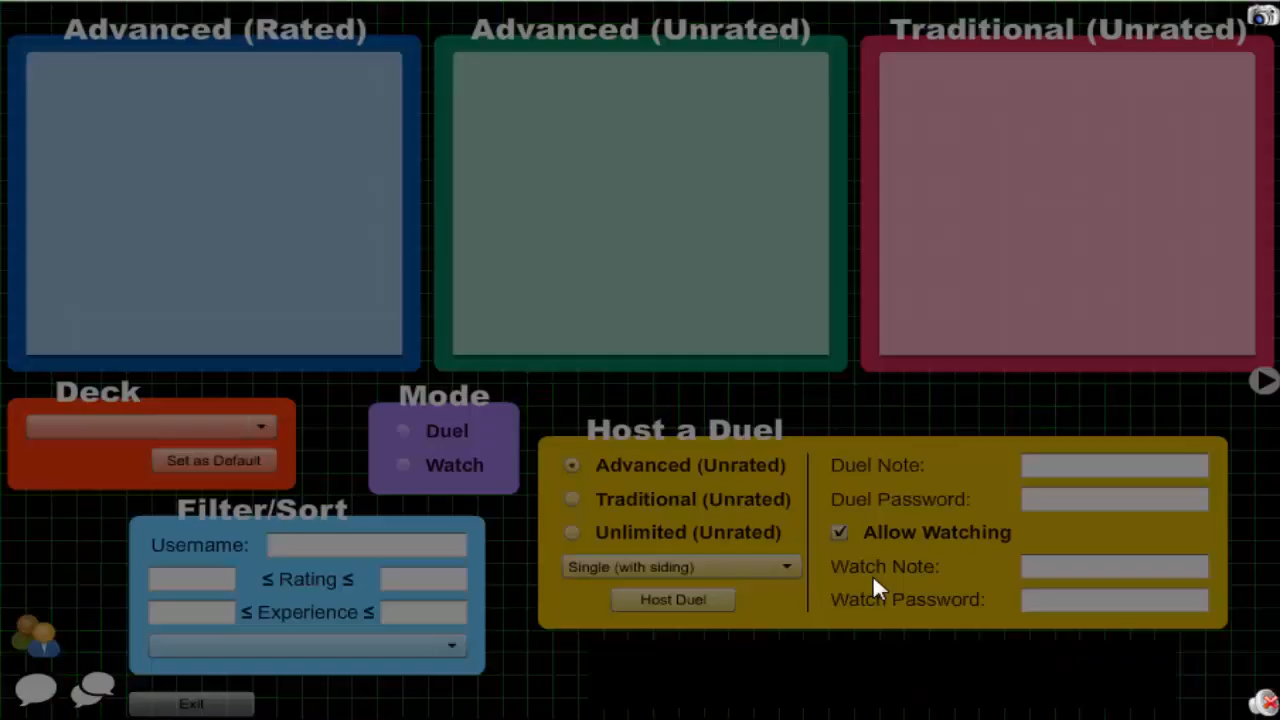 Advanced (Rated)
Advanced (Unrated)
Traditional (Unrated)
Deck
Set as Default
Mode
Duel
Watch
Host a Duel
Advanced (Unrated)
Traditional (Unrated)
Unlimited (Unrated)
Single (with siding)
Host Duel
Duel Note:
Duel Password:
Allow Watching
Watch Note:
Watch Password:
Filter/Sort
Username:
≤ Rating ≤
≤ Experience ≤
Exit